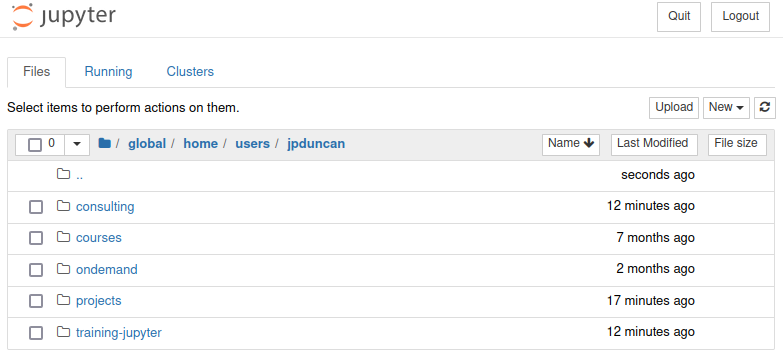 jupyter Quit Logout
Files Running Clusters
Select items to perform actions on them. Upload New
0 / global / home / users / jpduncan Name Last Modified File size
.. seconds ago
consulting 12 minutes ago
courses 7 months ago
ondemand 2 months ago
projects 17 minutes ago
training-jupyter 12 minutes ago